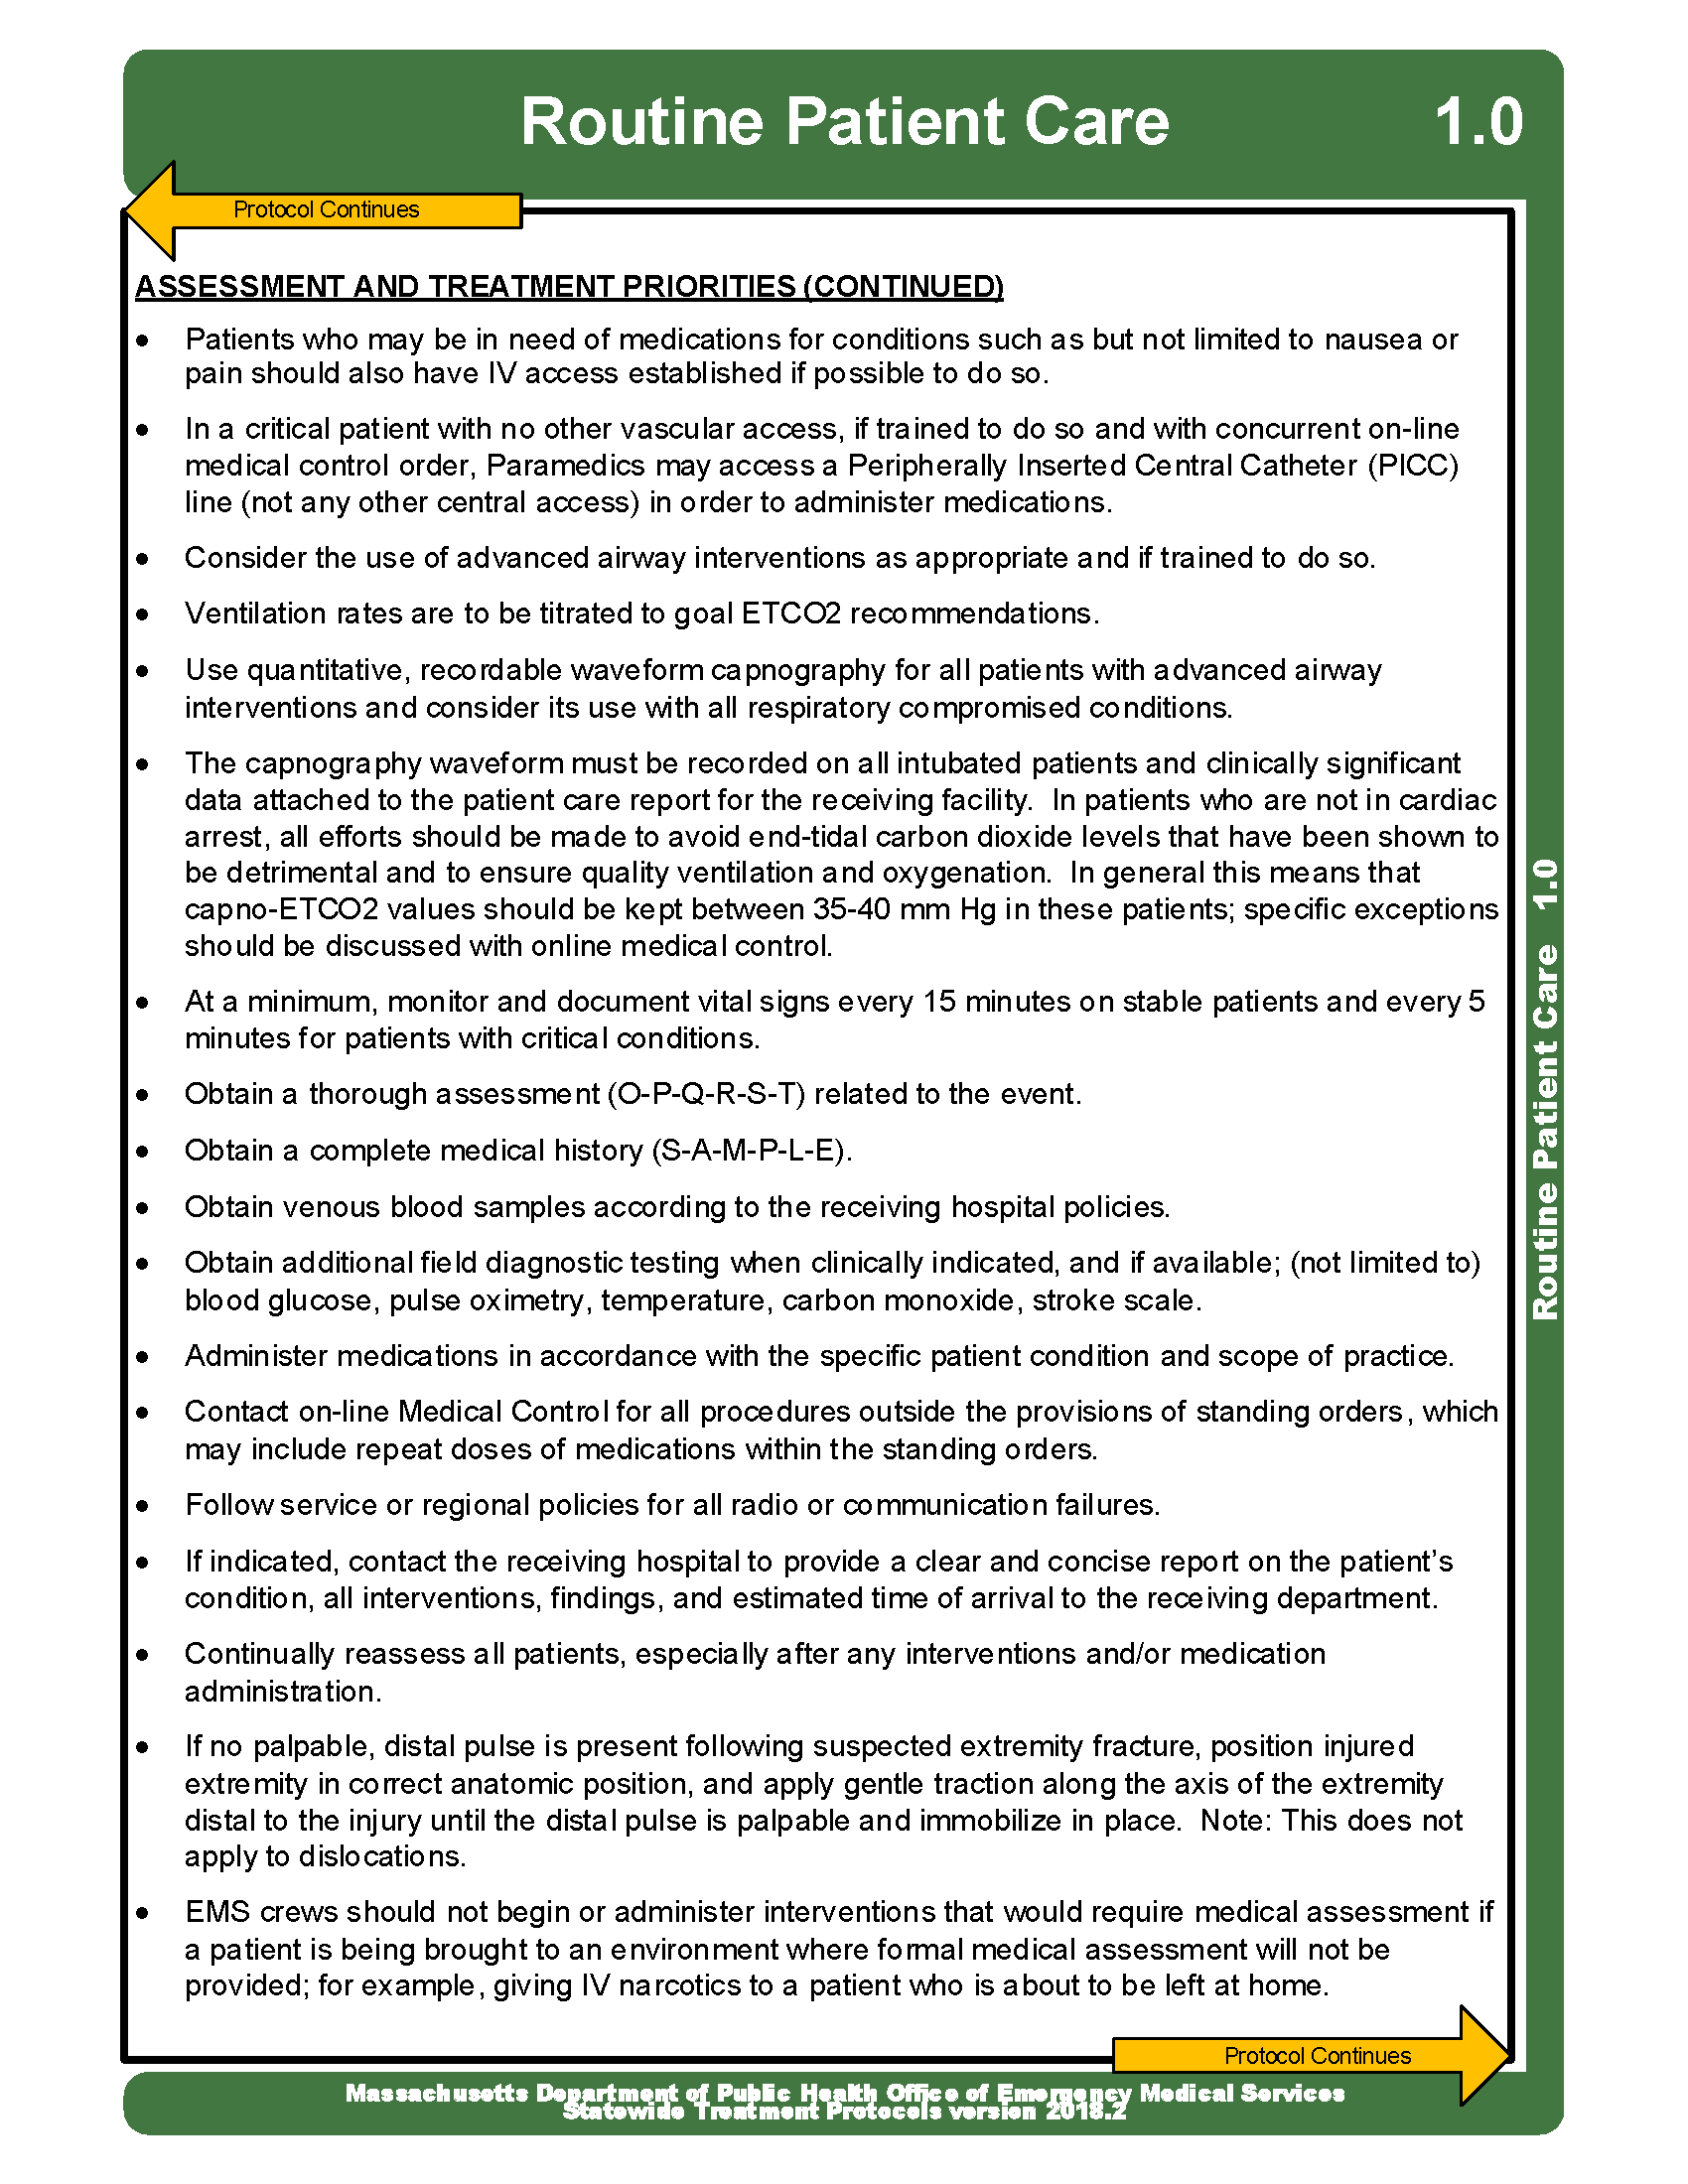 Routine Patient Care 1.0
Protocol Continues
ASSESSMENT AND TREATMENT PRIORITIES (CONTINUED)
• Patients who may be in need of medications for conditions such as but not limited to nausea or
pain should also have IV access established if possible to do so.
• In a critical patient with no other vascular access, if trained to do so and with concurrent on-line
medical control order, Paramedics may access a Peripherally Inserted Central Catheter (PICC)
line (not any other central access) in order to administer medications.
• Consider the use of advanced airway interventions as appropriate and if trained to do so.
• Ventilation rates are to be titrated to goal ETCO2 recommendations.
• Use quantitative, recordable waveform capnography for all patients with advanced airway
interventions and consider its use with all respiratory compromised conditions.
• The capnography waveform must be recorded on all intubated patients and clinically significant
data attached to the patient care report for the receiving facility. In patients who are not in cardiac
arrest, all efforts should be made to avoid end-tidal carbon dioxide levels that have been shown to
be detrimental and to ensure quality ventilation and oxygenation. In general this means that
capno-ETCO2 values should be kept between 35-40 mm Hg in these patients; specific exceptions
should be discussed with online medical control.
• At a minimum, monitor and document vital signs every 15 minutes on stable patients and every 5
minutes for patients with critical conditions.
• Obtain a thorough assessment (O-P-Q-R-S-T) related to the event.
• Obtain a complete medical history (S-A-M-P-L-E).
• Obtain venous blood samples according to the receiving hospital policies.
• Obtain additional field diagnostic testing when clinically indicated, and if available; (not limited to)
blood glucose, pulse oximetry, temperature, carbon monoxide, stroke scale.
• Administer medications in accordance with the specific patient condition and scope of practice.
• Contact on-line Medical Control for all procedures outside the provisions of standing orders, which
may include repeat doses of medications within the standing orders.
• Follow service or regional policies for all radio or communication failures.
• If indicated, contact the receiving hospital to provide a clear and concise report on the patient’s
condition, all interventions, findings, and estimated time of arrival to the receiving department.
• Continually reassess all patients, especially after any interventions and/or medication
administration.
• If no palpable, distal pulse is present following suspected extremity fracture, position injured
extremity in correct anatomic position, and apply gentle traction along the axis of the extremity
distal to the injury until the distal pulse is palpable and immobilize in place. Note: This does not
apply to dislocations.
• EMS crews should not begin or administer interventions that would require medical assessment if
a patient is being brought to an environment where formal medical assessment will not be
provided; for example, giving IV narcotics to a patient who is about to be left at home.
Protocol Continues
Routine Patient Care 1.0
Massachusetts Department of Public Health Office of Emergency Medical Services
Statewide Treatment Protocols version 2018.2